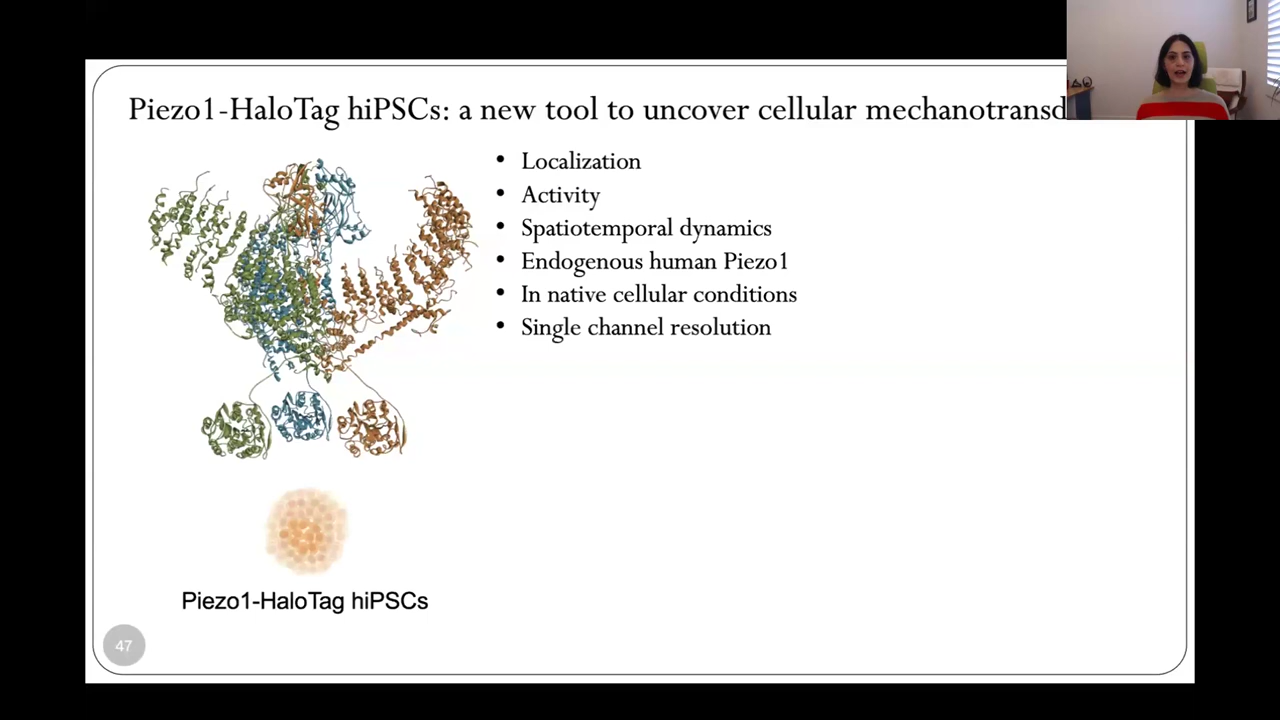 Piezo1-HaloTag hiPSCs: a new tool to uncover cellular
• Localization
• Activity
• Spatiotemporal dynamics
• Endogenous human Piezo1
• In native cellular conditions
• Single channel resolution
Piezo1-HaloTag hiPSCs
47